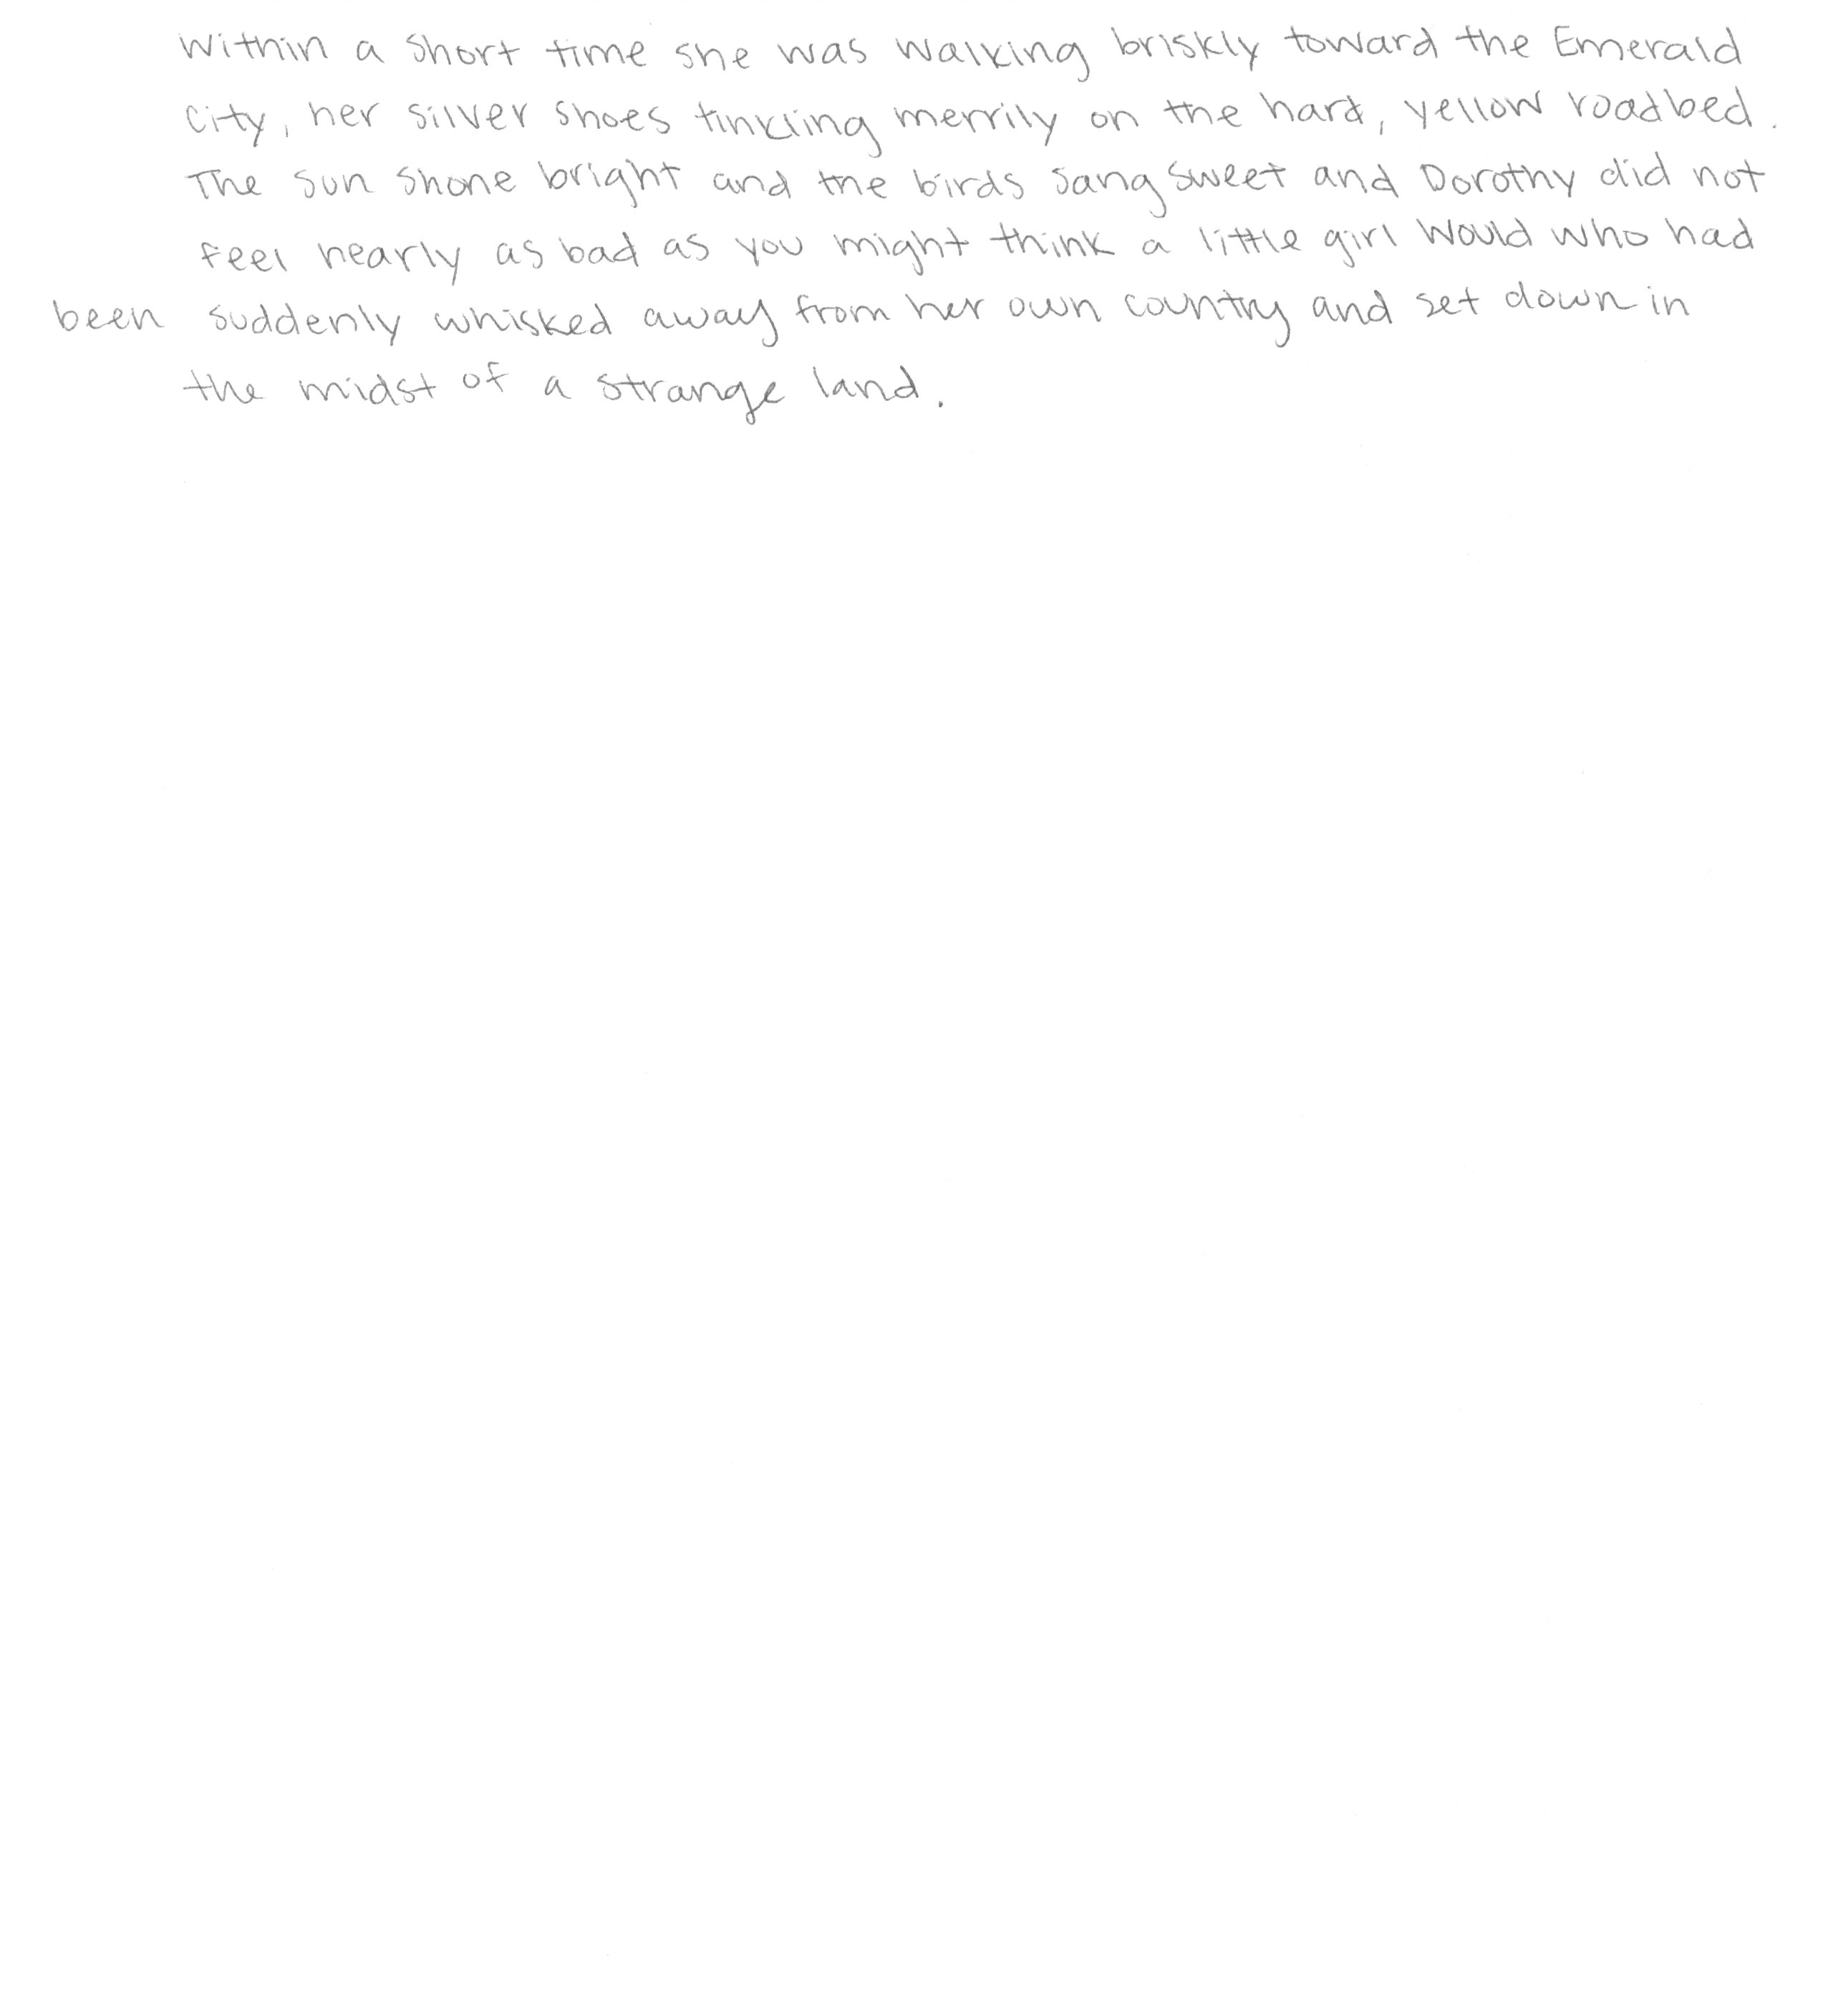 Within a short time she was walking briskly toward the Emerald
City, her silver shoes tinkling merrily on the hard, yellow roadbed.
The sun shone bright and the birds sang sweet and Dorothy did not
feel nearly as bad as you might think a little girl would who had
been suddenly whisked away from her own country and set down in
the midst of a strange land.